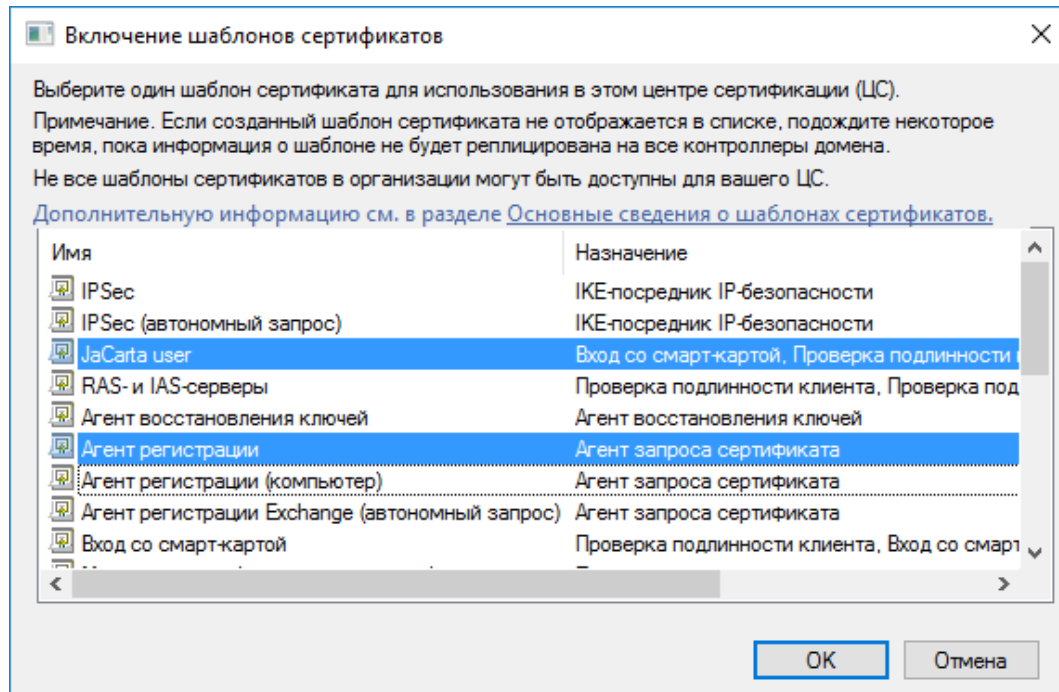 Включение шаблонов сертификатов
Выберите один шаблон сертификата для использования в этом центре сертификации (ЦС).
Примечание. Если созданный шаблон сертификата не отображается в списке, подождите некоторое
время, пока информация о шаблоне не будет реплицирована на все контроллеры домена.
Не все шаблоны сертификатов в организации могут быть доступны для вашего ЦС.
Дополнительную информацию см. в разделе Основные сведения о шаблонах сертификатов.
Имя Назначение
IPSec IKE-посредник IP-безопасности
IPSec (автономный запрос) IKE-посредник IP-безопасности
JaCarta user Вход со смарт-картой, Проверка подлинности
RAS- и IAS-серверы Проверка подлинности клиента, Проверка под
Агент восстановления ключей Агент восстановления ключей
Агент регистрации Агент запроса сертификата
Агент регистрации (компьютер) Агент запроса сертификата
Агент регистрации Exchange (автономный запрос) Агент запроса сертификата
Вход со смарт-картой Проверка подлинности клиента, Вход со смарт
OK Отмена